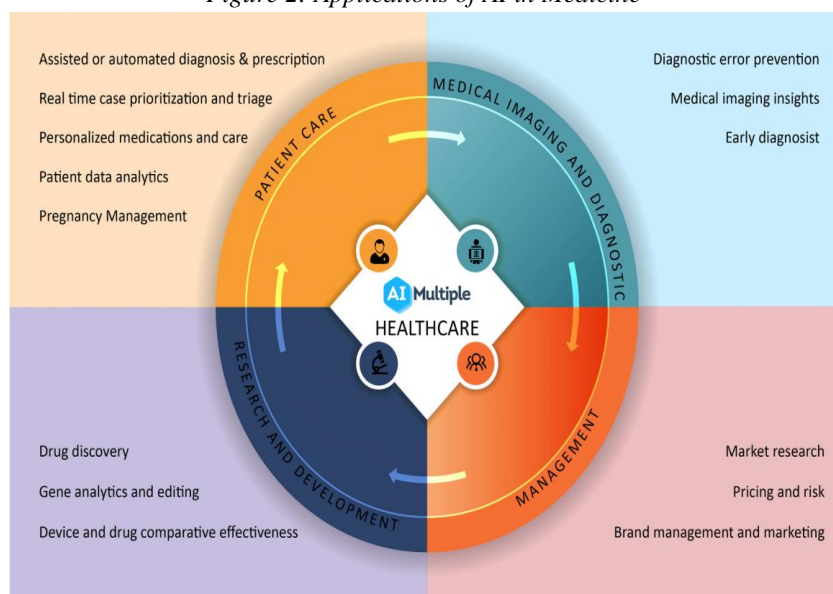 Figure 2: Applications of AI in Medicine
Assisted or automated diagnosis & prescription
Real time case prioritization and triage
Personalized medications and care
Patient data analytics
Pregnancy Management
Diagnostic error prevention
Medical imaging insights
Early diagnosist
PATIENT CARE
MEDICAL IMAGING AND DIAGNOSTIC
AI Multiple
HEALTHCARE
RESEARCH AND DEVELOPMENT
MANAGEMENT
Drug discovery
Gene analytics and editing
Device and drug comparative effectiveness
Market research
Pricing and risk
Brand management and marketing